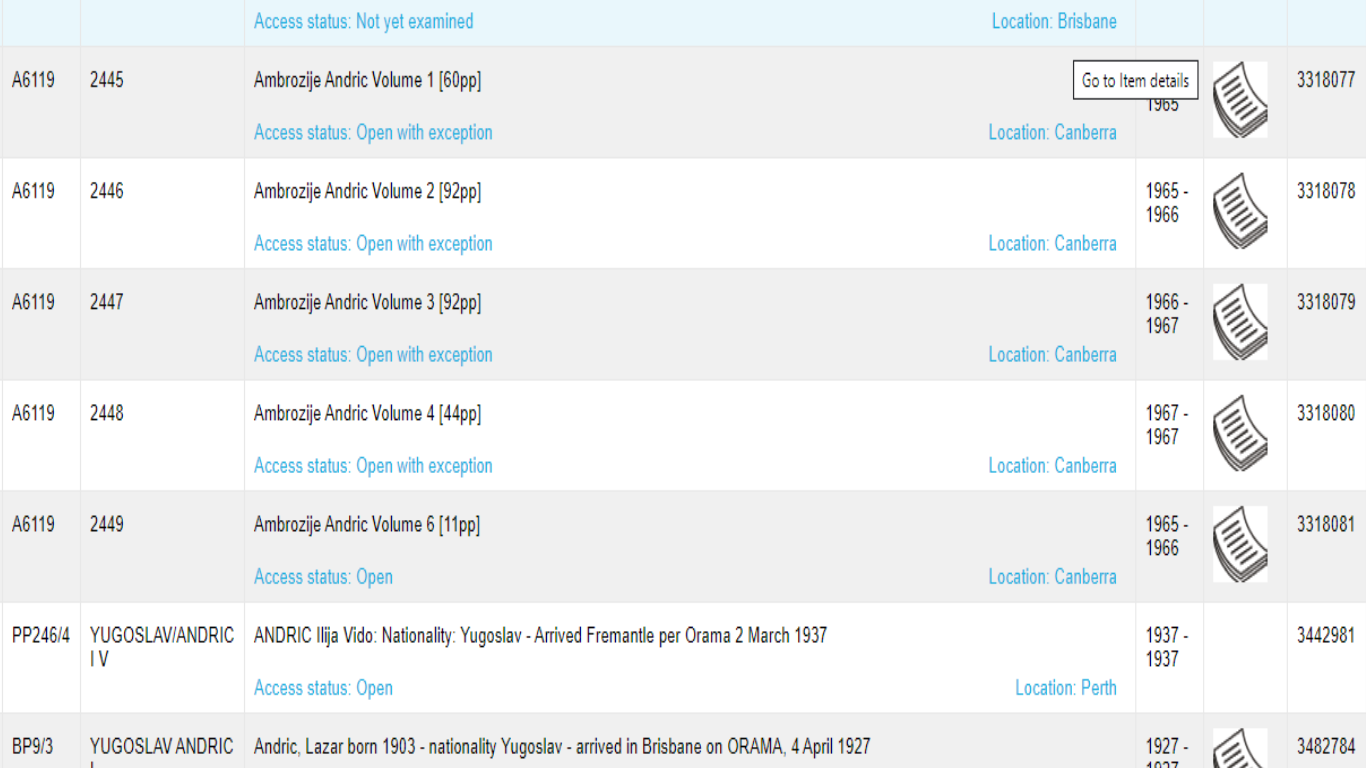 Access status: Not yet examined Location: Brisbane
A6119 2445 Ambrozije Andric Volume 1 [60pp] Go to Item details 3318077
1965
Access status: Open with exception Location: Canberra
A6119 2446 Ambrozije Andric Volume 2 [92pp] 1965 - 3318078
1966
Access status: Open with exception Location: Canberra
A6119 2447 Ambrozije Andric Volume 3 [92pp] 1966 - 3318079
1967
Access status: Open with exception Location: Canberra
A6119 2448 Ambrozije Andric Volume 4 [44pp] 1967 - 3318080
1967
Access status: Open with exception Location: Canberra
A6119 2449 Ambrozije Andric Volume 6 [11pp] 1965 - 3318081
1966
Access status: Open Location: Canberra
PP246/4 YUGOSLAV/ANDRIC ANDRIC Ilija Vido: Nationality: Yugoslav - Arrived Fremantle per Orama 2 March 1937 1937 - 3442981
I V 1937
Access status: Open Location: Perth
BP9/3 YUGOSLAV ANDRIC Andric, Lazar born 1903 - nationality Yugoslav - arrived in Brisbane on ORAMA, 4 April 1927 1927 - 3482784